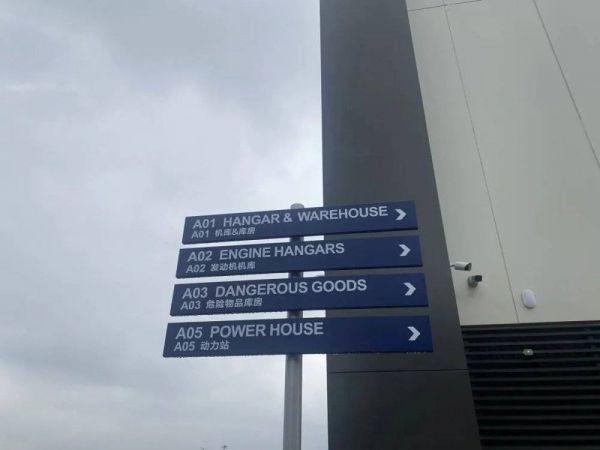 A01 HANGAR & WAREHOUSE
A01 机库&库房
A02 ENGINE HANGARS
A02 发动机机库
A03 DANGEROUS GOODS
A03 危险物品库房
A05 POWER HOUSE
A05 动力站